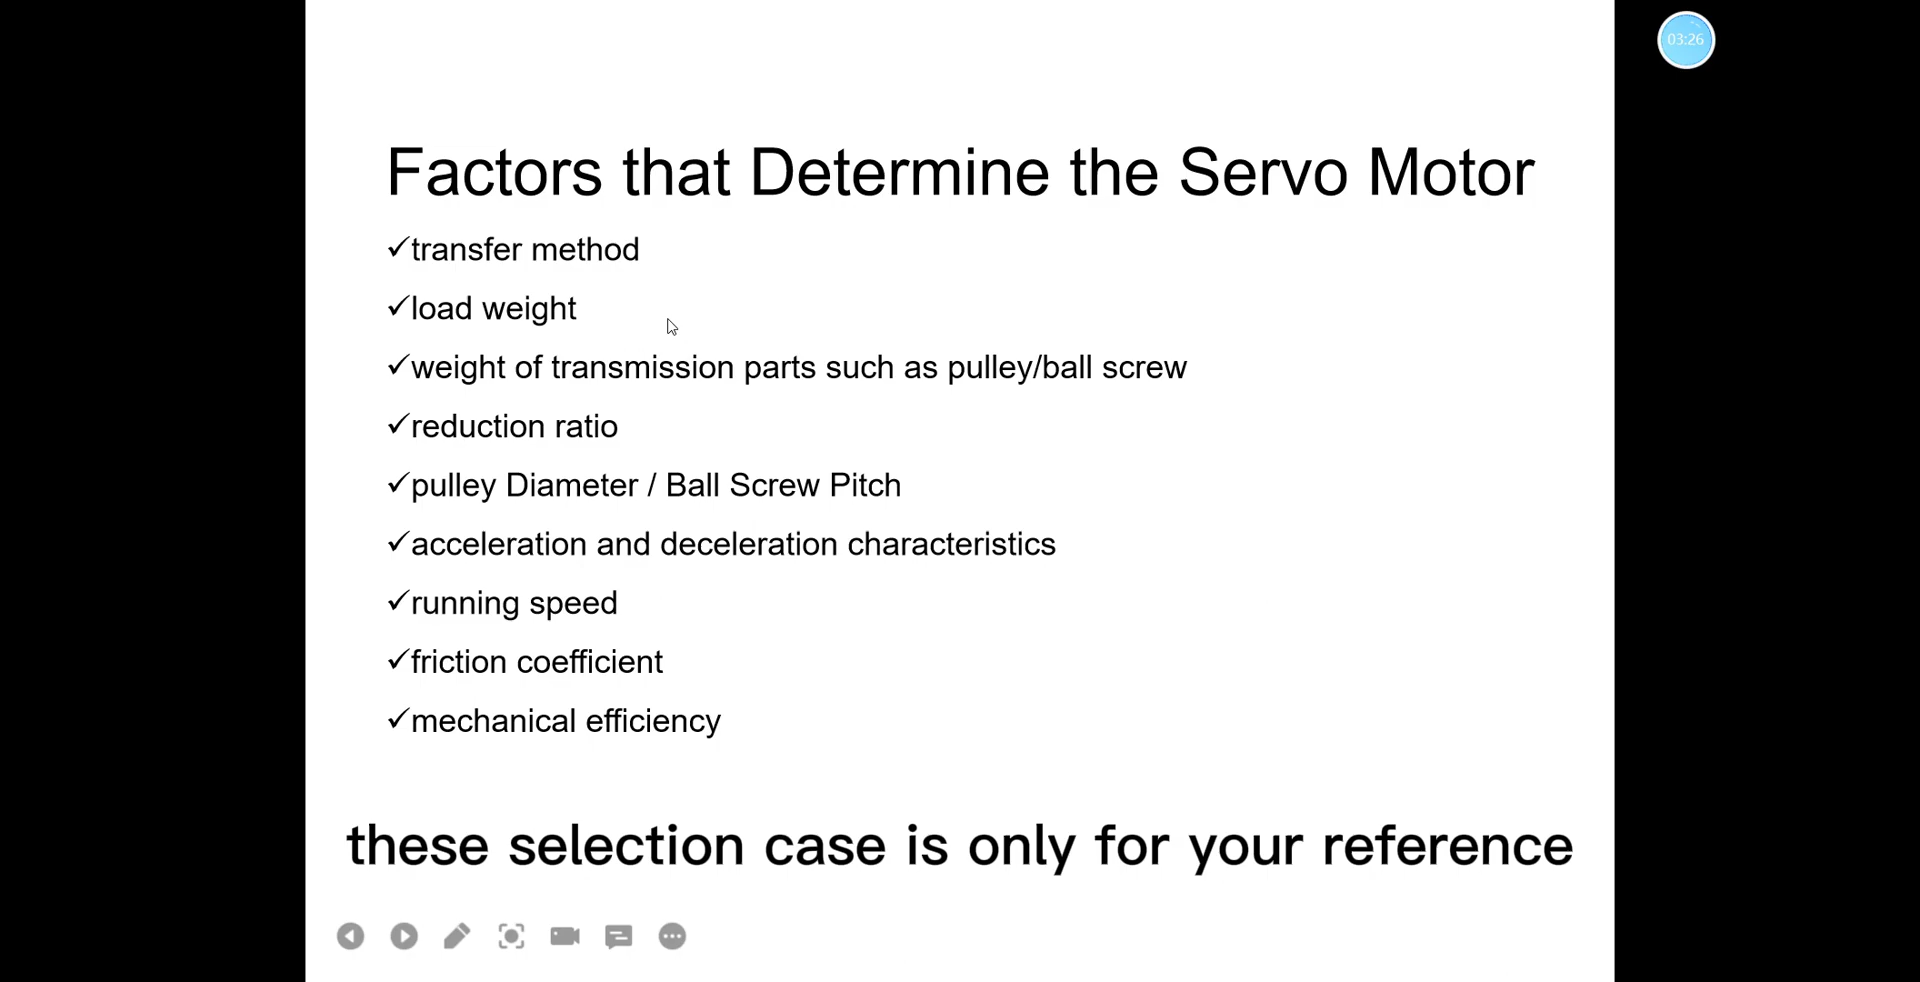 03:26
Factors that Determine the Servo Motor
✓transfer method
✓load weight
✓weight of transmission parts such as pulley/ball screw
✓reduction ratio
✓pulley Diameter / Ball Screw Pitch
✓acceleration and deceleration characteristics
✓running speed
✓friction coefficient
✓mechanical efficiency
these selection case is only for your reference